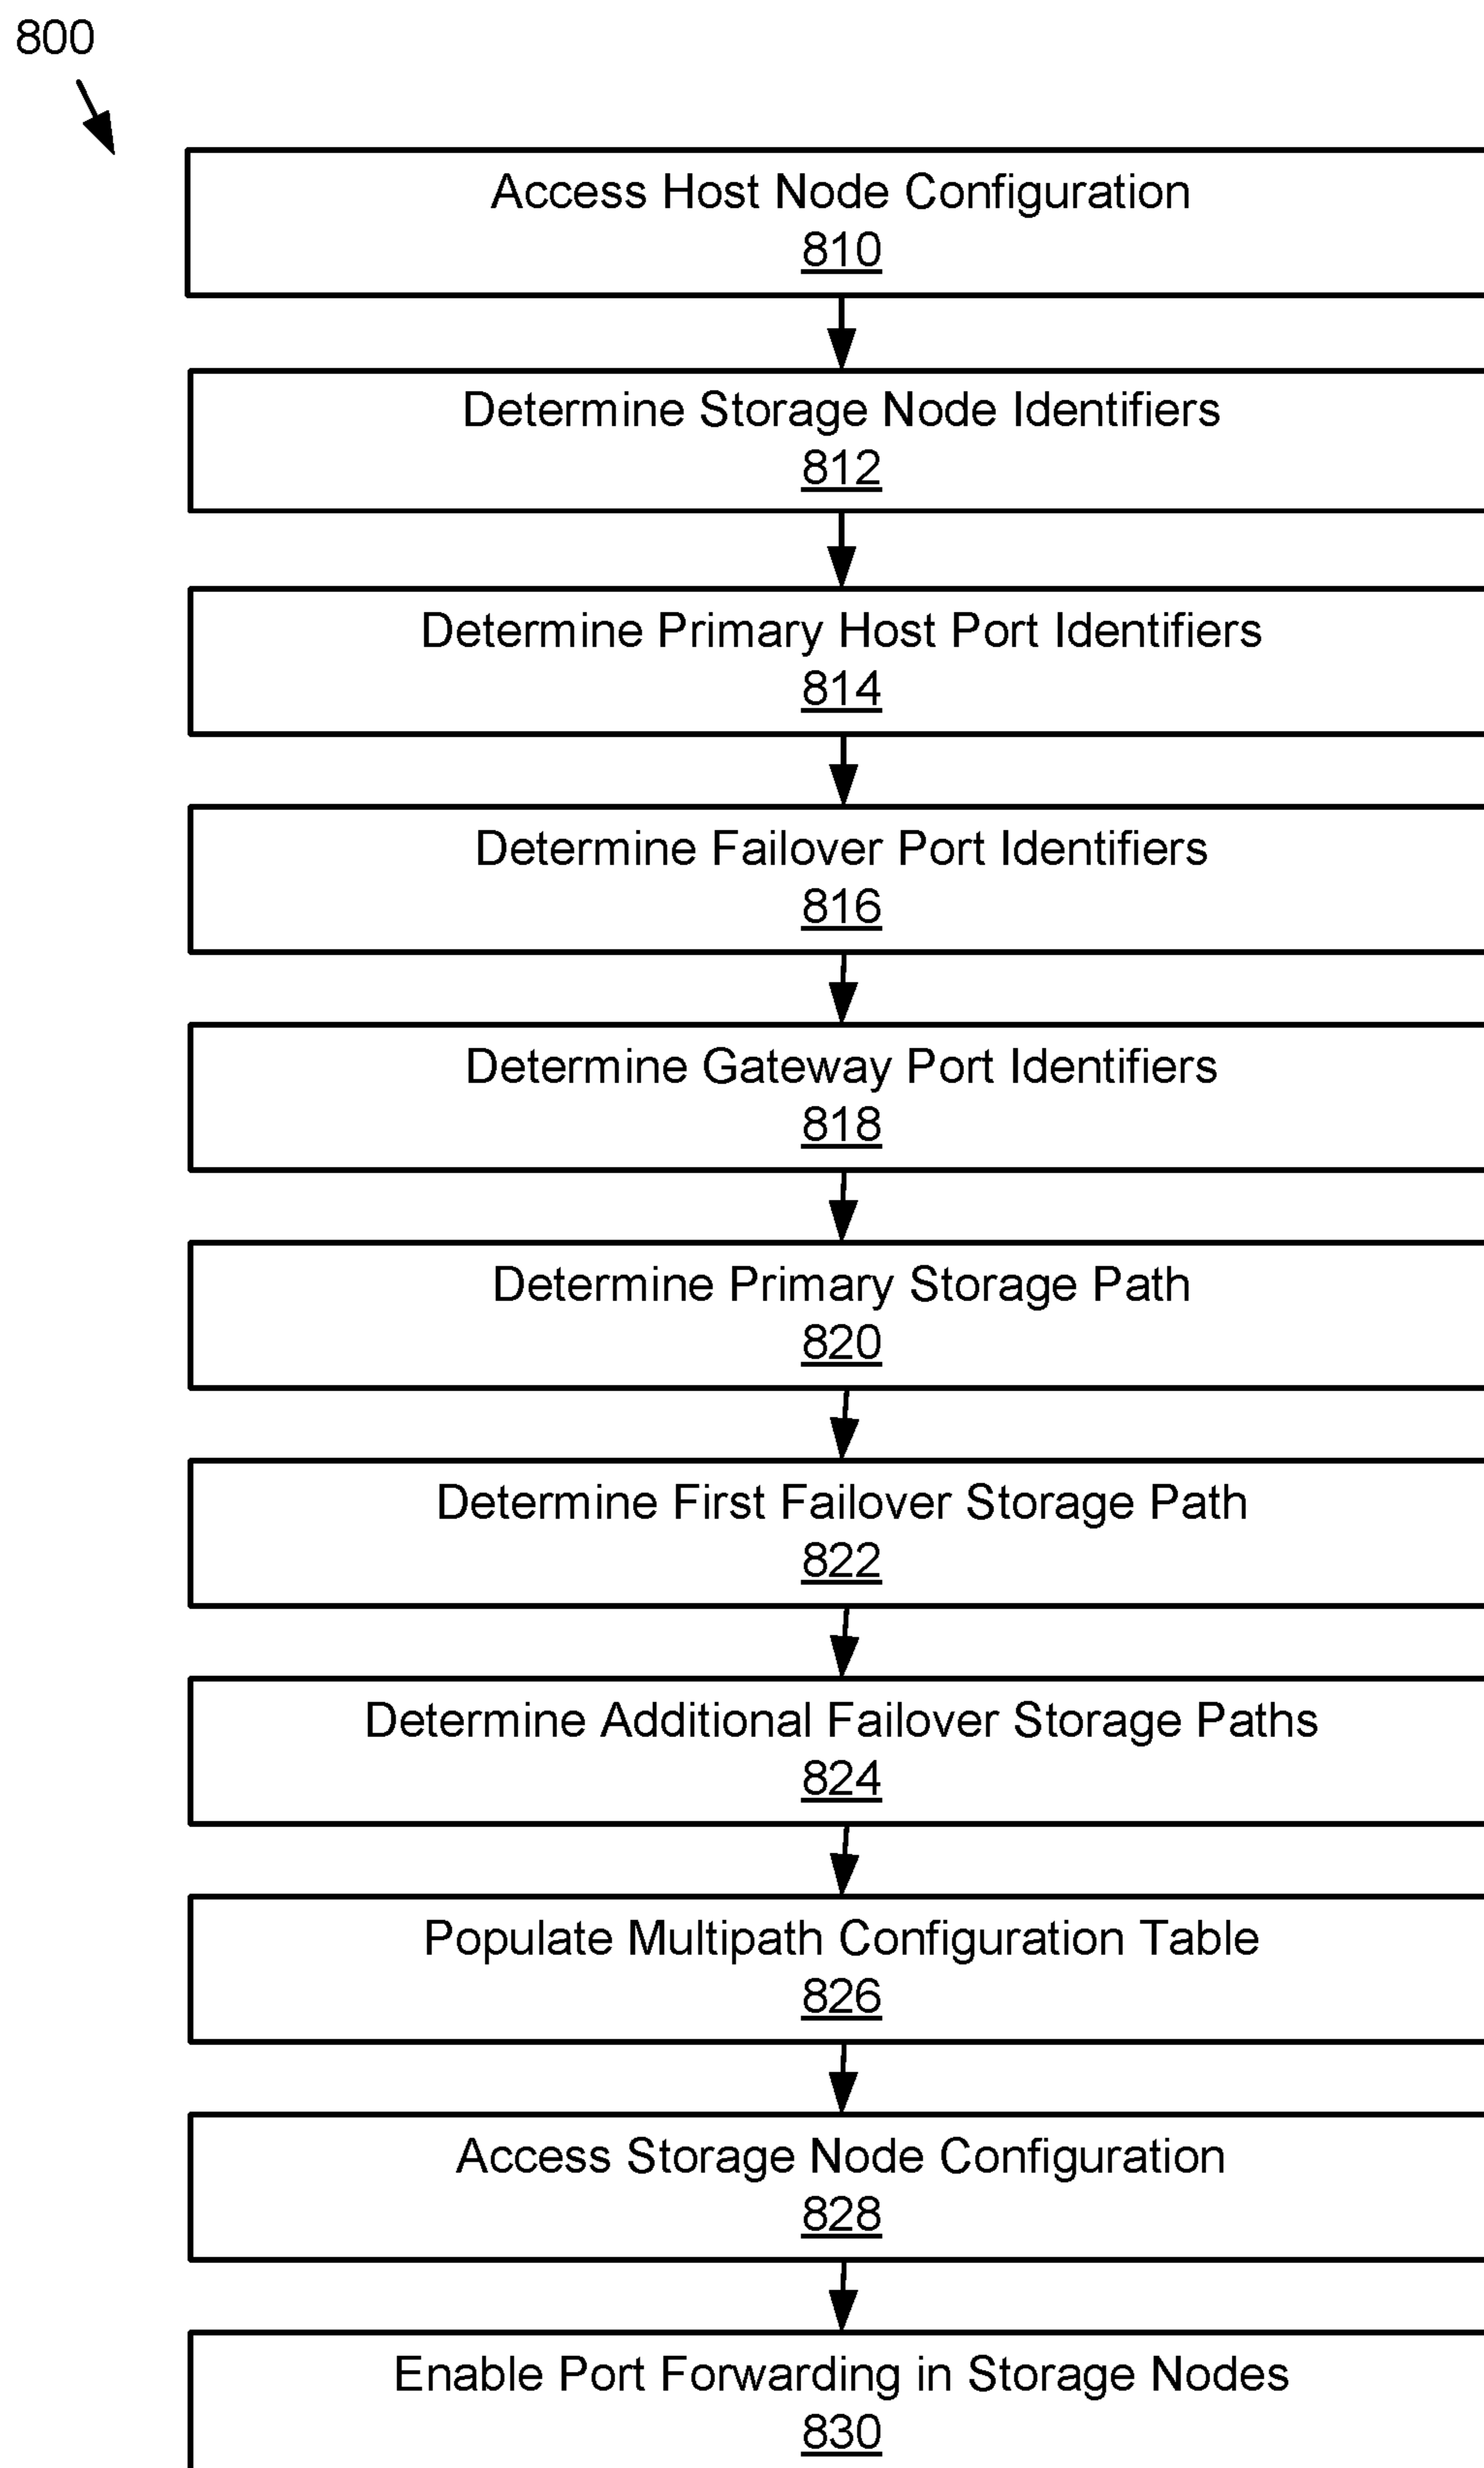 800
Access Host Node Configuration
810
Determine Storage Node Identifiers
812
Determine Primary Host Port Identifiers
814
Determine Failover Port Identifiers
816
Determine Gateway Port Identifiers
818
Determine Primary Storage Path
820
Determine First Failover Storage Path
822
Determine Additional Failover Storage Paths
824
Populate Multipath Configuration Table
826
Access Storage Node Configuration
828
Enable Port Forwarding in Storage Nodes
830